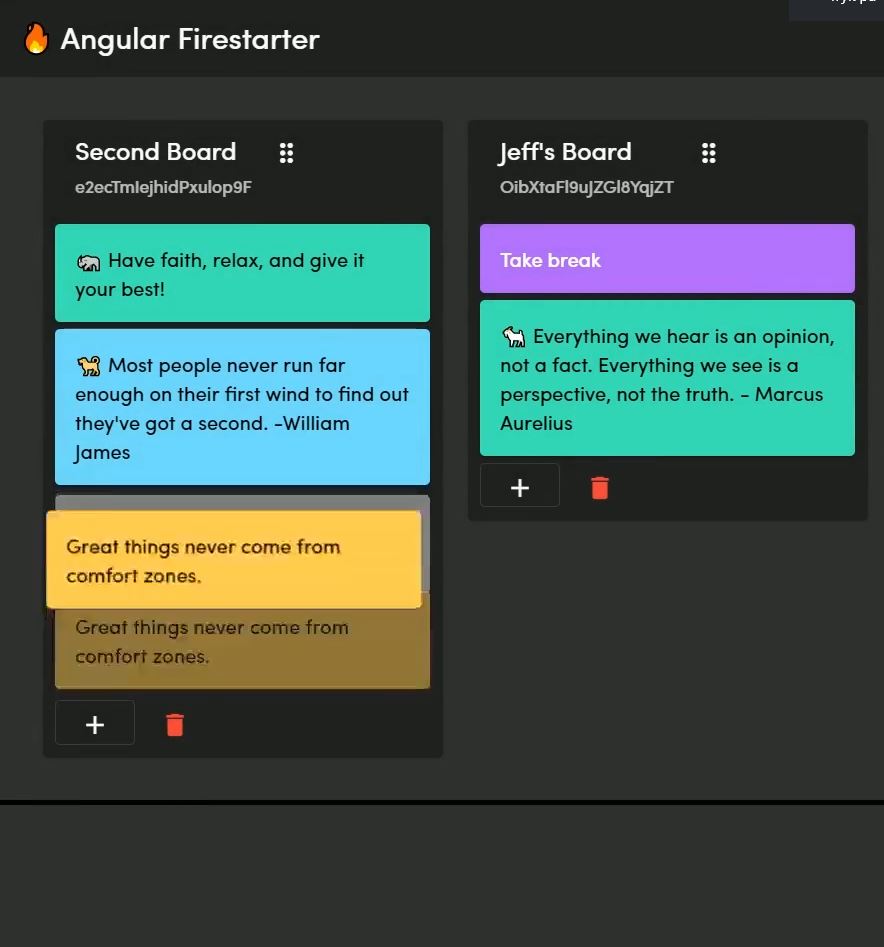 Angular Firestarter
Second Board
e2ecTmIejhidPxulop9F
Have faith, relax, and give it
your best!
Most people never run far
enough on their first wind to find out
they've got a second. -William
James
Great things never come from
comfort zones.
Great things never come from
comfort zones.
+
Jeff's Board
OibXtaFl9uJZGl8YqjZT
Take break
Everything we hear is an opinion,
not a fact. Everything we see is a
perspective, not the truth. - Marcus
Aurelius
+